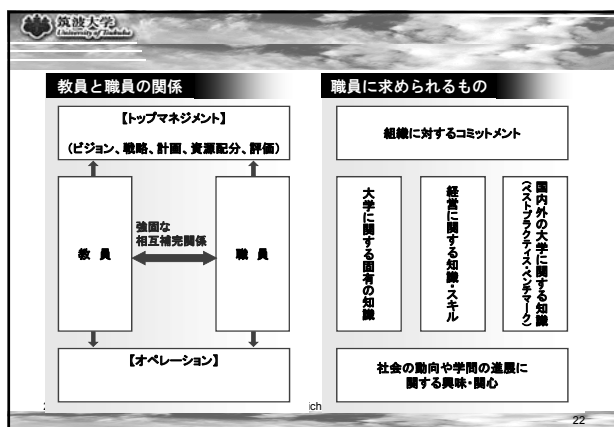 筑波大学
University of Tsukuba
教員と職員の関係
【トップマネジメント】
(ビジョン、戦略、計画、資源配分、評価)
教 員
強固な
相互補完関係
職 員
【オペレーション】
職員に求められるもの
組織に対するコミットメント
大学に関する固有の知識
経営に関する知識・スキル
国内外の大学に関する知識
(ベストプラクティス・ベンチマーク)
社会の動向や学問の進展に
関する興味・関心
ich
22